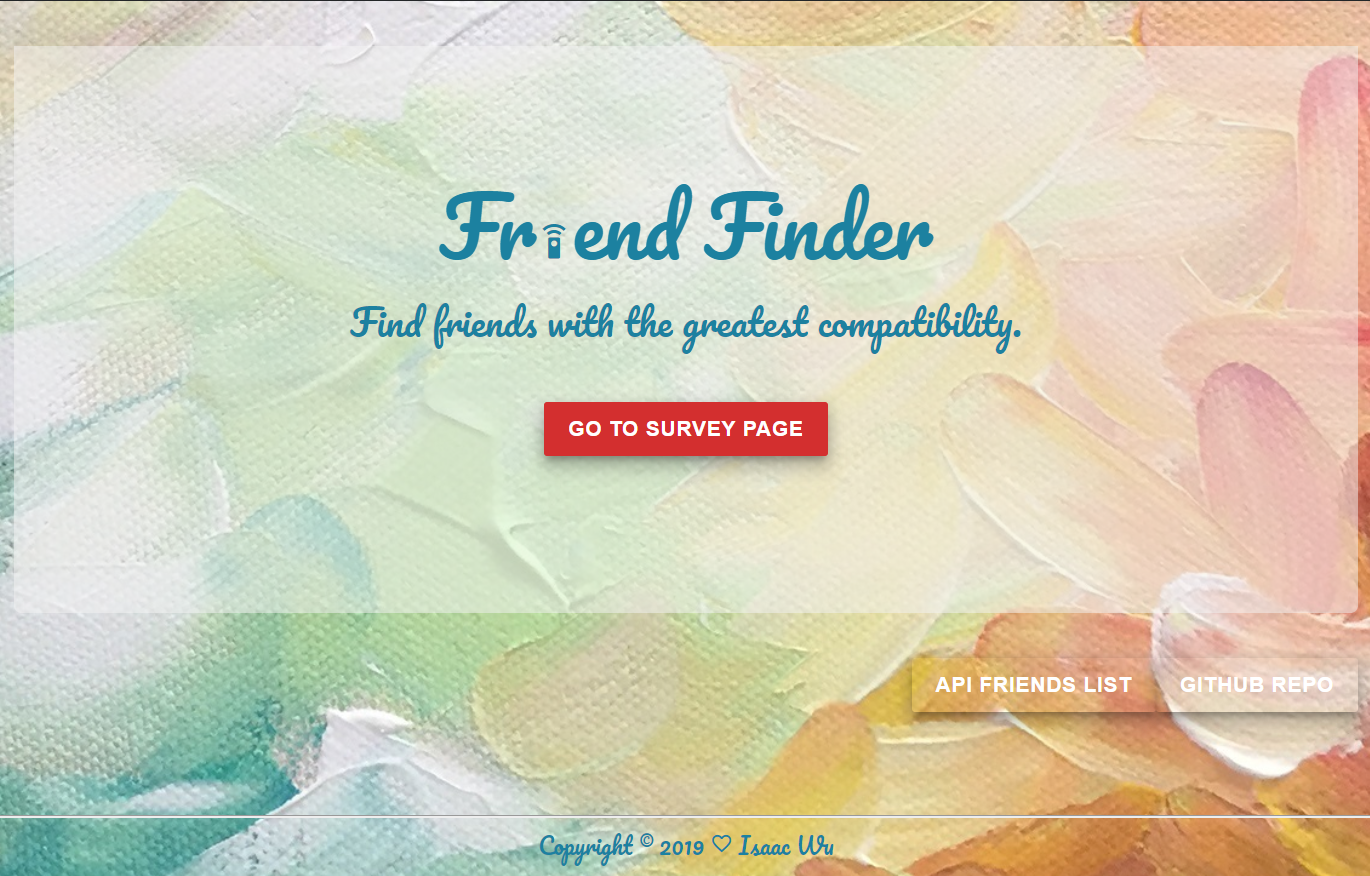 Friend Finder
Find friends with the greatest compatibility.
GO TO SURVEY PAGE
API FRIENDS LIST GITHUB REPO
Copyright © 2019 ♡ Isaac Wu